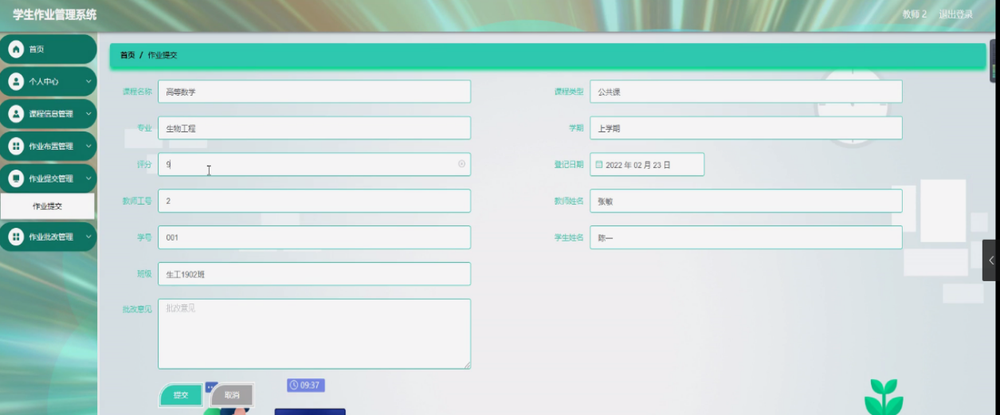 学生作业管理系统
教师 2 退出登录
首页
个人中心
课程信息管理
作业布置管理
作业提交管理
作业提交
作业批改管理
首页 / 作业提交
课程名称 高等数学
课程类型 公共课
专业 生物工程
学期 上学期
评分 9
登记日期 2022 年 02 月 23 日
教师工号 2
教师姓名 张敏
学号 001
学生姓名 陈一
班级 生工1902班
批改意见 批改意见
提交 取消
09:37